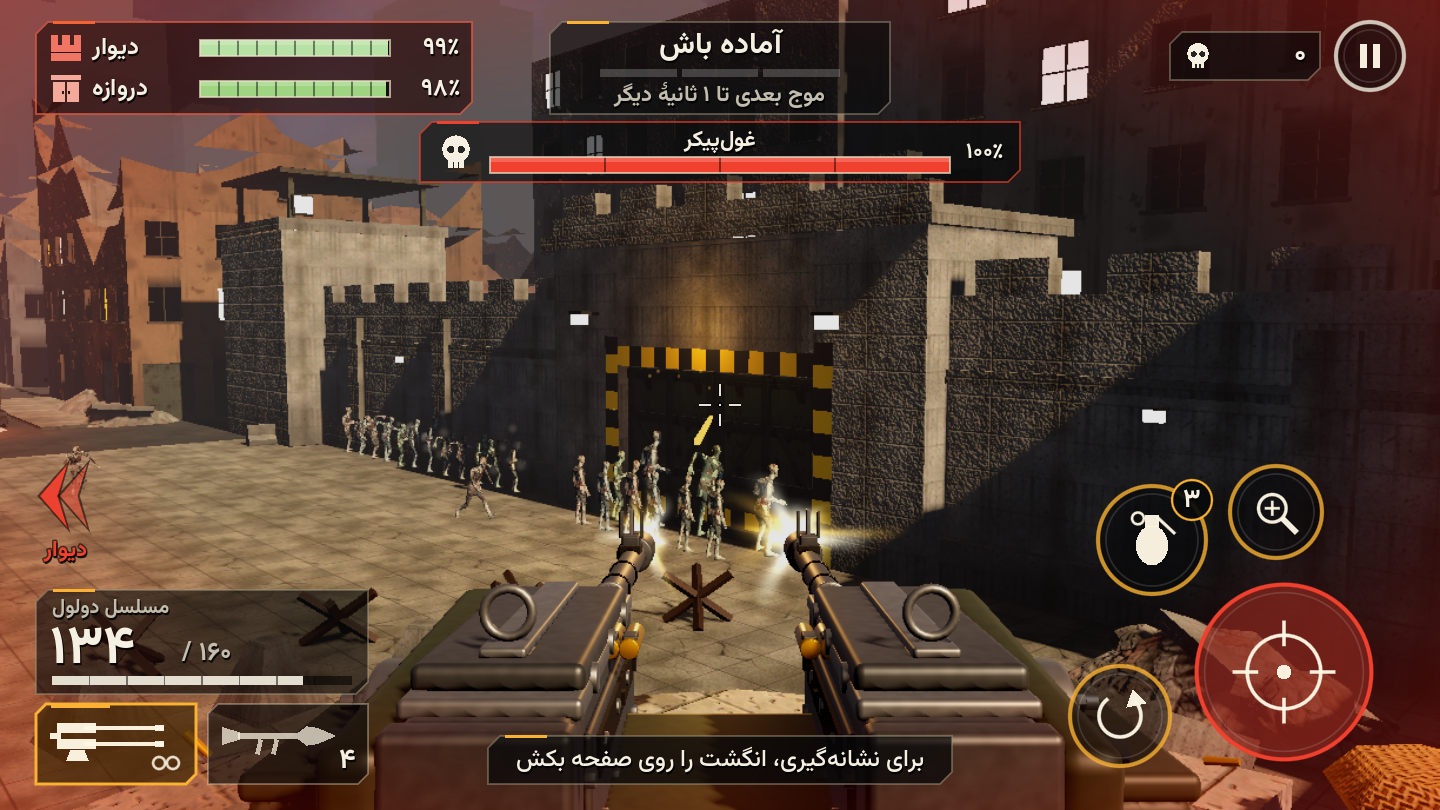 دیوار ۹۹٪
دروازه ۹۸٪
آماده باش
موج بعدی تا ۱ ثانیهٔ دیگر
۰
غول‌پیکر
۱۰۰٪
۳
دیوار
مسلسل دولول
۱۳۴ / ۱۶۰
∞
۴
برای نشانه‌گیری، انگشت را روی صفحه بکش